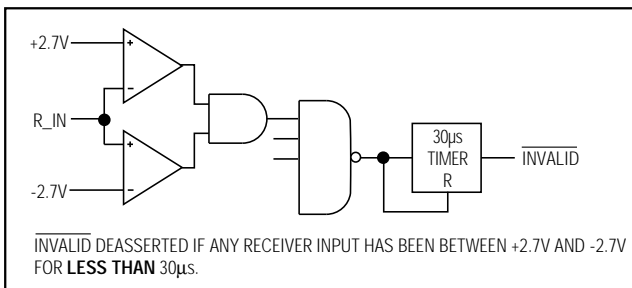 +2.7V
+
-
R_IN
+
-2.7V
-
30µs
TIMER
R
INVALID
INVALID DEASSERTED IF ANY RECEIVER INPUT HAS BEEN BETWEEN +2.7V AND -2.7V
FOR LESS THAN 30µs.